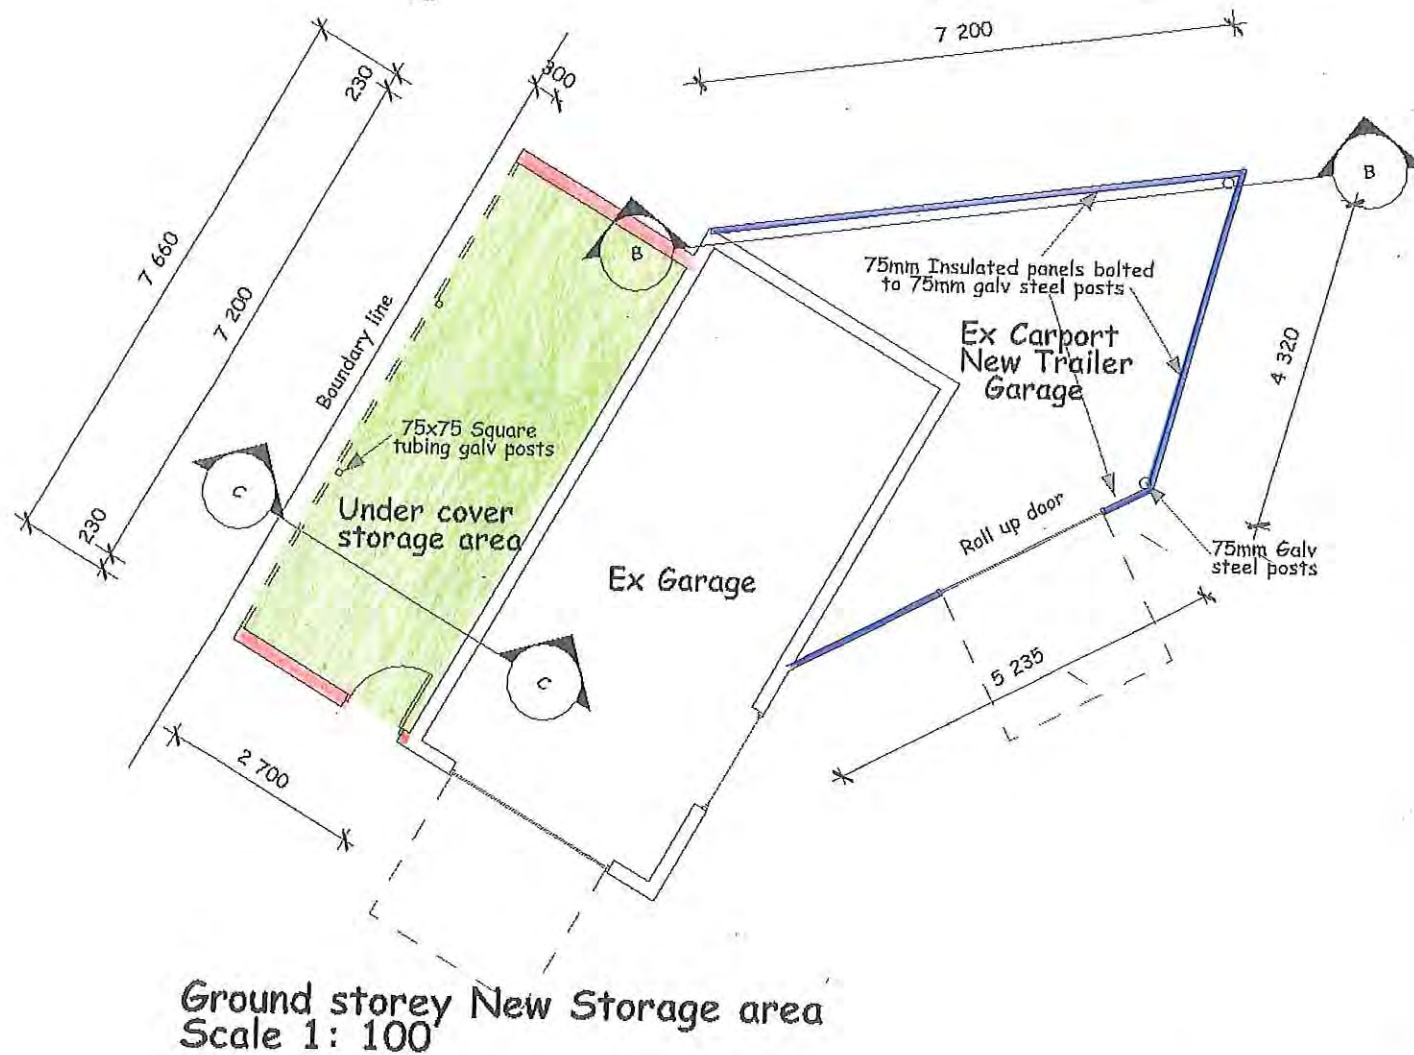 7 200
300
230
B
7 660
7 200
B
75mm Insulated panels bolted
to 75mm galv steel posts
Boundary line
Ex Carport
New Trailer
Garage
4 320
75x75 Square
tubing galv posts
C
Under cover
storage area
230
Roll up door
75mm Galv
steel posts
Ex Garage
5 235
C
2 700
Ground storey New Storage area
Scale 1: 100